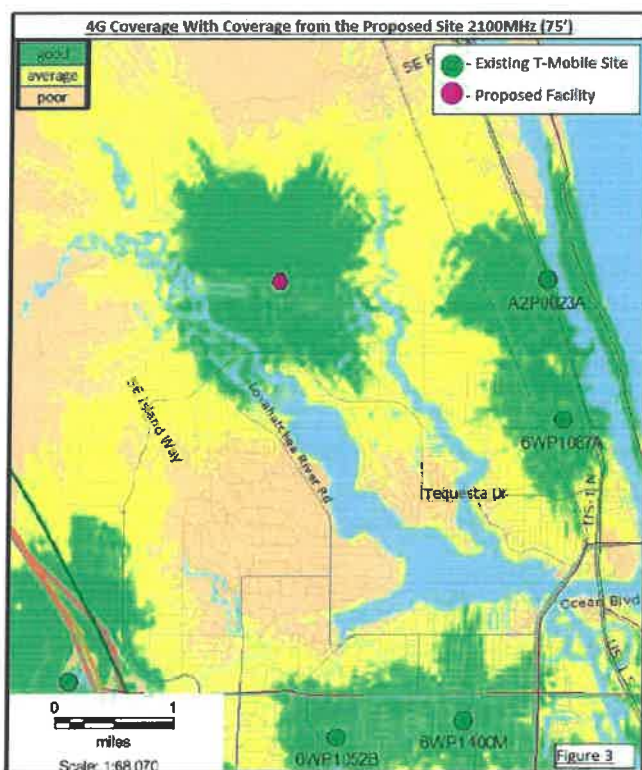 4G Coverage With Coverage from the Proposed Site 2100MHz (75')
good
average
poor
- Existing T-Mobile Site
- Proposed Facility
A2P0023A
6WP1087A
SE Island Way
Loxahatchee River Rd
Tequesta Dr
US-1 N
Ocean Blvd
US-1 S
0 1
miles
Scale: 1:68,070
6WP1052B
6WP1400M
Figure 3